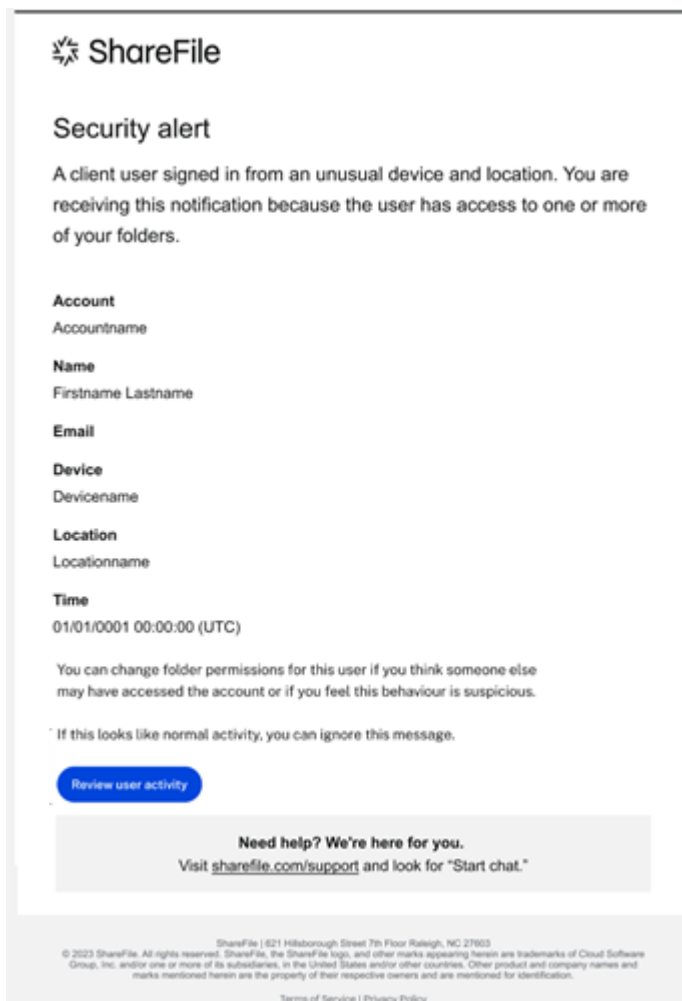 ShareFile
Security alert
A client user signed in from an unusual device and location. You are
receiving this notification because the user has access to one or more
of your folders.
Account
Accountname
Name
Firstname Lastname
Email
Device
Devicename
Location
Locationname
Time
01/01/0001 00:00:00 (UTC)
You can change folder permissions for this user if you think someone else
may have accessed the account or if you feel this behaviour is suspicious.
If this looks like normal activity, you can ignore this message.
Review user activity
Need help? We're here for you.
Visit sharefile.com/support and look for "Start chat."
ShareFile | 621 Hillsborough Street 7th Floor Raleigh, NC 27603
© 2023 ShareFile. All rights reserved. ShareFile, the ShareFile logo, and other marks appearing herein are trademarks of Cloud Software
Group, Inc. and/or one or more of its subsidiaries, in the United States and/or other countries. Other product and company names and
marks mentioned herein are the property of their respective owners and are mentioned for identification.
Terms of Service | Privacy Policy